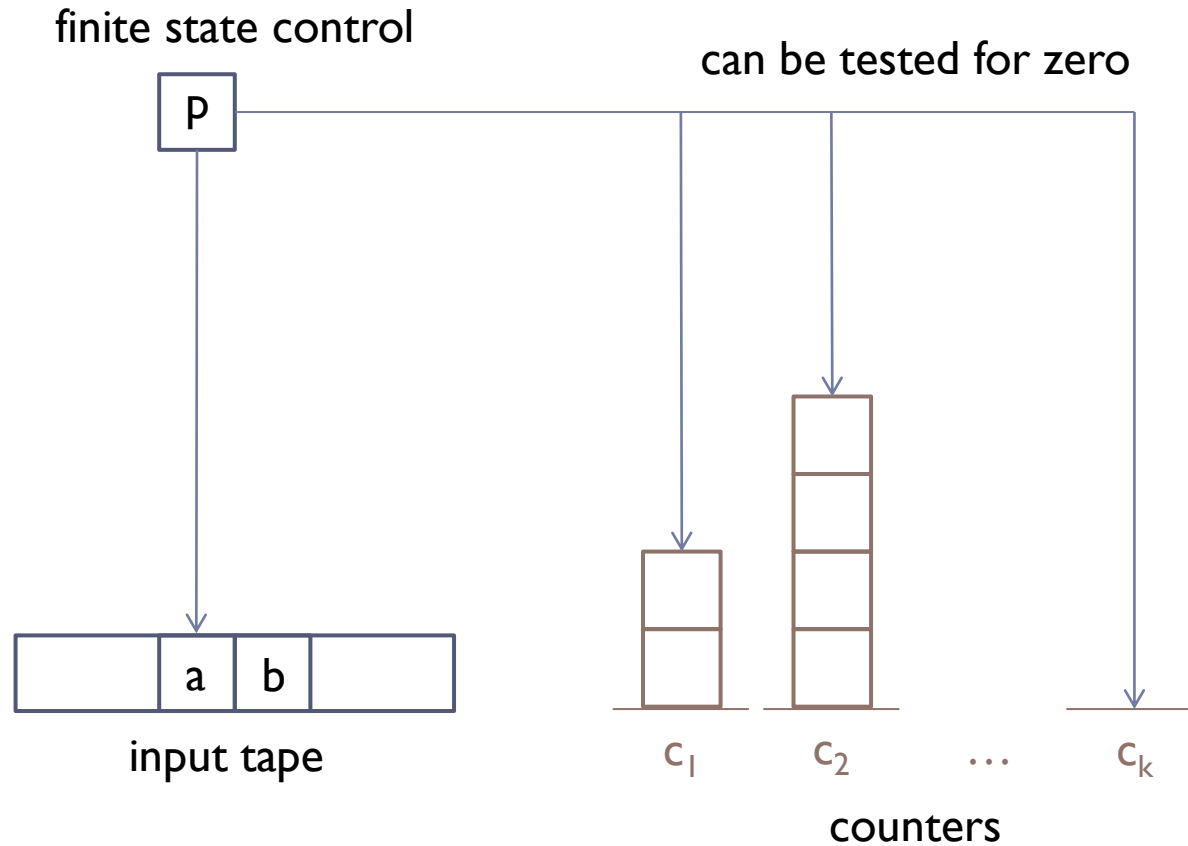 finite state control
can be tested for zero
p
a b
input tape
c₁ c₂ … cₖ
counters